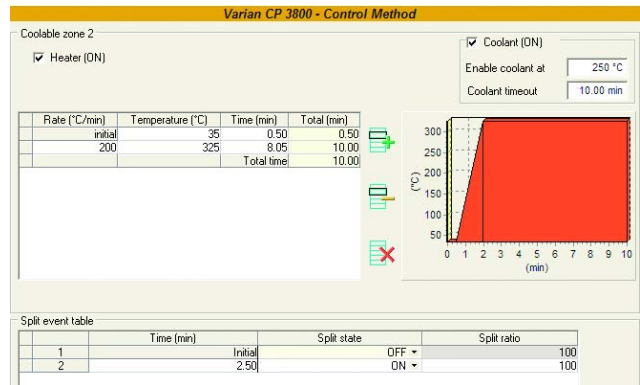 Varian CP 3800 - Control Method
Coolable zone 2
Heater (ON)
Coolant (ON)
Enable coolant at 250 °C
Coolant timeout 10.00 min
Rate (°C/min) Temperature (°C) Time (min) Total (min)
initial 35 0.50 0.50
200 325 8.05 10.00
Total time 10.00
300
250
200
150
100
50
(°C)
0 1 2 3 4 5 6 7 8 9 10
(min)
Split event table
Time (min) Split state Split ratio
1 Initial OFF 100
2 2.50 ON 100